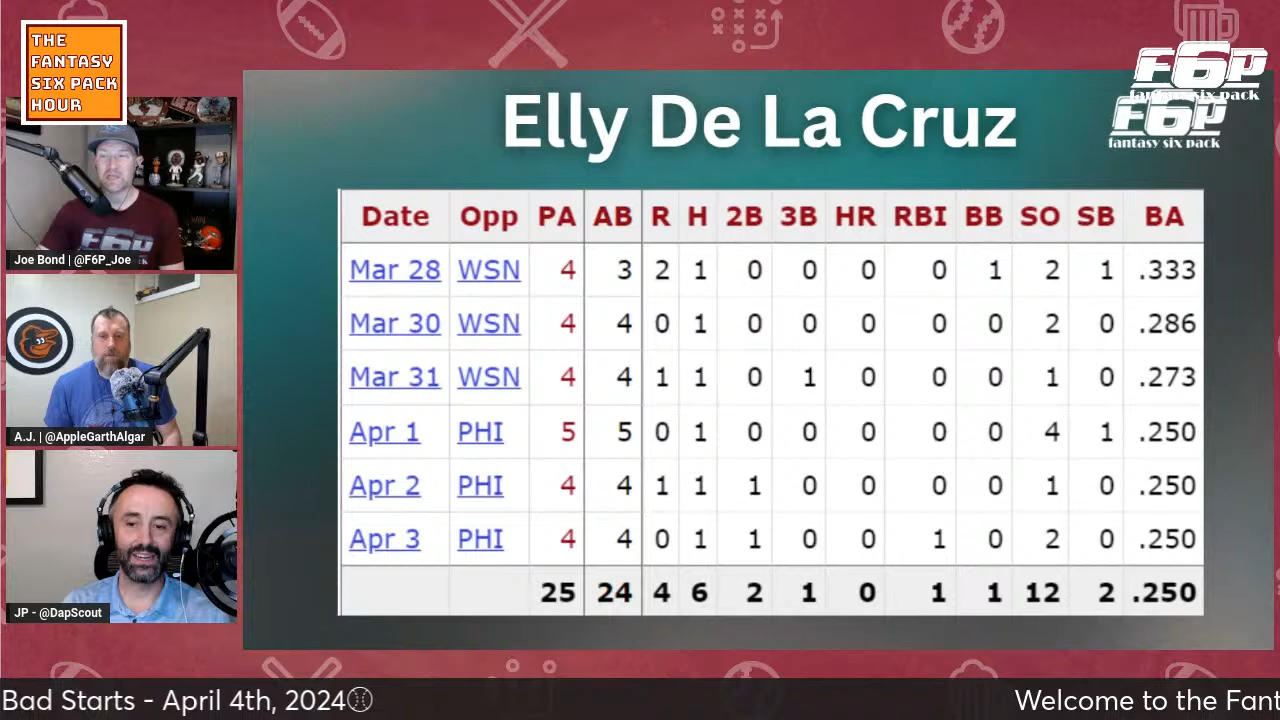 THE
FANTASY
SIX PACK
HOUR
F6P
fantasy six pack
F6P
fantasy six pack
Elly De La Cruz
Date Opp PA AB R H 2B 3B HR RBI BB SO SB BA
Mar 28 WSN 4 3 2 1 0 0 0 0 1 2 1 .333
Mar 30 WSN 4 4 0 1 0 0 0 0 0 2 0 .286
Mar 31 WSN 4 4 1 1 0 1 0 0 0 1 0 .273
Apr 1 PHI 5 5 0 1 0 0 0 0 0 4 1 .250
Apr 2 PHI 4 4 1 1 1 0 0 0 0 1 0 .250
Apr 3 PHI 4 4 0 1 1 0 0 1 0 2 0 .250
25 24 4 6 2 1 0 1 1 12 2 .250
F6P
Joe Bond | @F6P_Joe
A.J. | @AppleGarthAlgar
JP - @DapScout
Bad Starts - April 4th, 2024
Welcome to the Fant